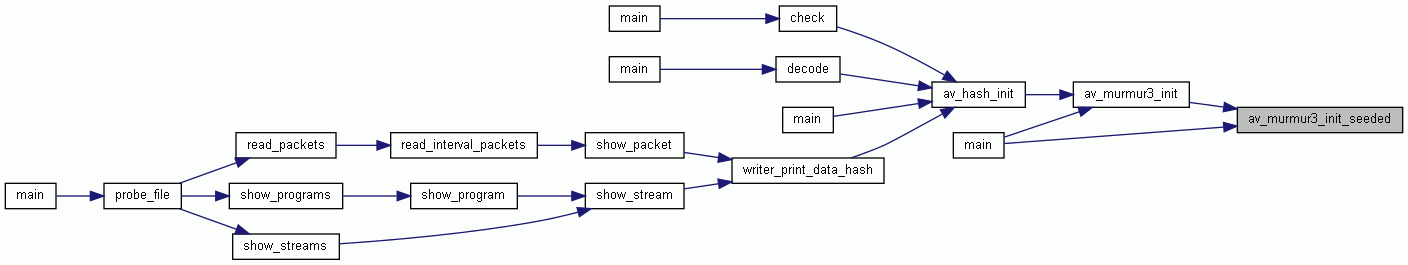 main
check
main
decode
av_hash_init
av_murmur3_init
main
av_murmur3_init_seeded
main
read_packets
read_interval_packets
show_packet
writer_print_data_hash
main
probe_file
show_programs
show_program
show_stream
show_streams